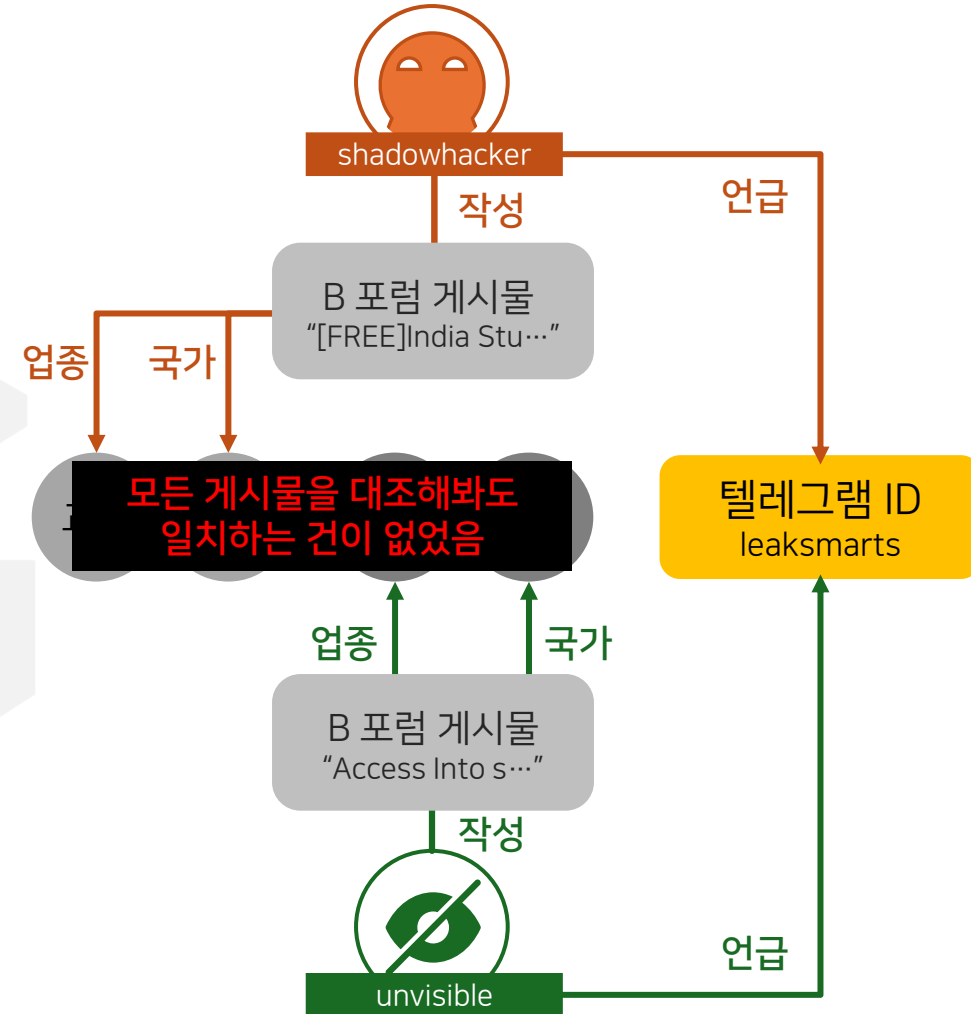 shadowhacker
작성
언급
B 포럼 게시물
“[FREE]India Stu…”
업종
국가
모든 게시물을 대조해봐도
일치하는 건이 없었음
텔레그램 ID
leaksmarts
업종
국가
B 포럼 게시물
“Access Into s…”
작성
언급
unvisible